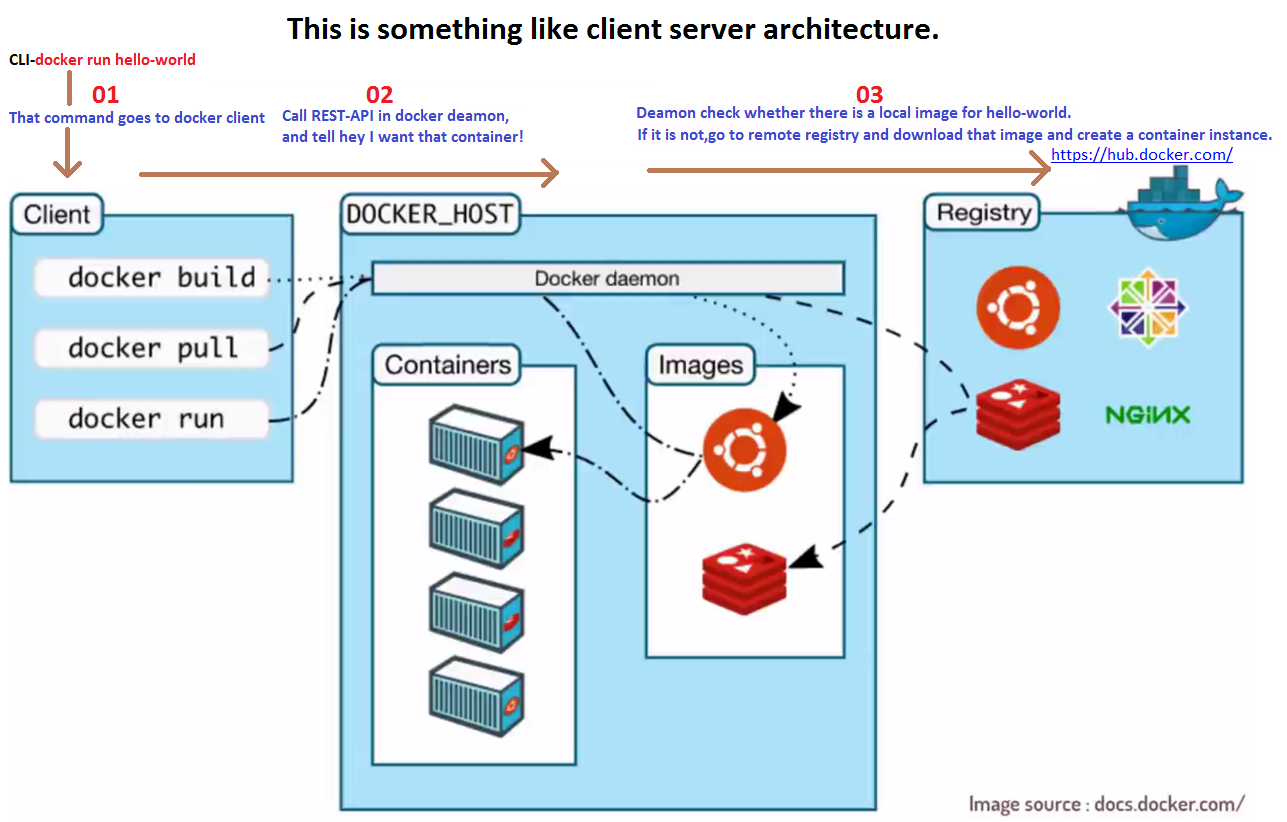 This is something like client server architecture.
CLI-docker run hello-world
01
That command goes to docker client
02
Call REST-API in docker deamon,
and tell hey I want that container!
03
Deamon check whether there is a local image for hello-world.
If it is not,go to remote registry and download that image and create a container instance.
https://hub.docker.com/
Client
docker build
docker pull
docker run
DOCKER_HOST
Docker daemon
Containers
Images
Registry
NGiNX
Image source : docs.docker.com/